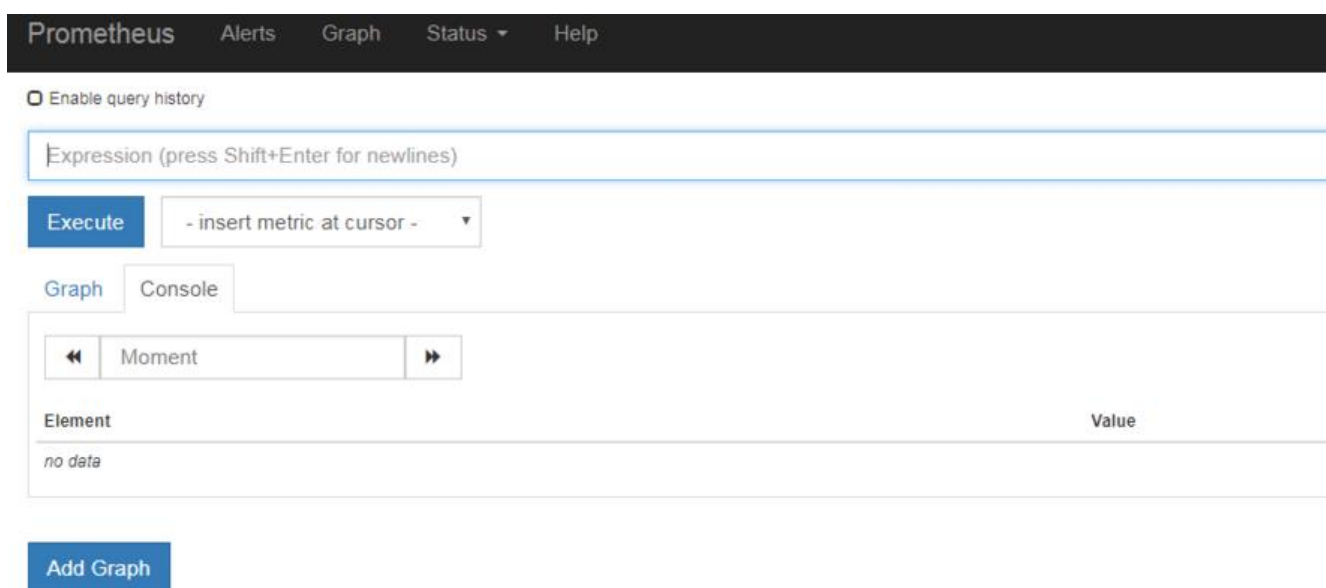 Prometheus Alerts Graph Status Help
Enable query history
Expression (press Shift+Enter for newlines)
Execute - insert metric at cursor -
Graph Console
Moment
Element Value
no data
Add Graph